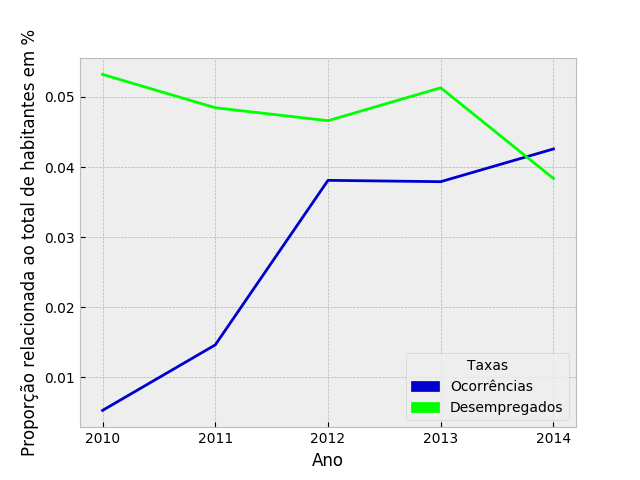 Proporção relacionada ao total de habitantes em %
0.05
0.04
0.03
0.02
0.01
2010 2011 2012 2013 2014
Ano
Taxas
Ocorrências
Desempregados